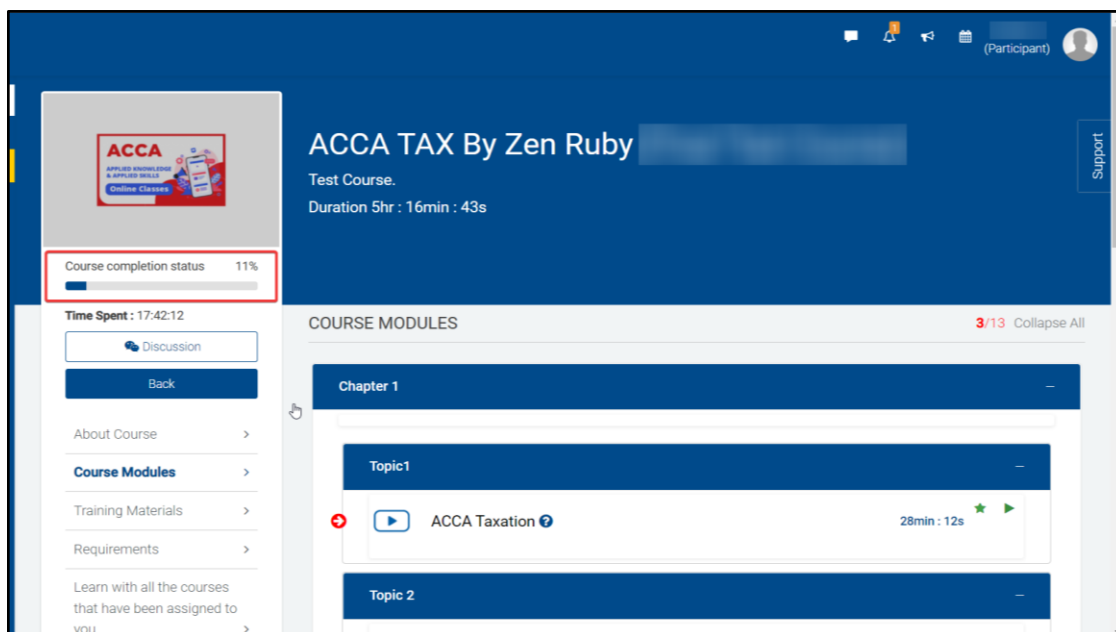 1
(Participant)
ACCA
APPLIED KNOWLEDGE
& APPLIED SKILLS
Online Classes
ACCA TAX By Zen Ruby
Test Course.
Duration 5hr : 16min : 43s
Support
Course completion status 11%
Time Spent : 17:42:12
Discussion
Back
About Course
Course Modules
Training Materials
Requirements
Learn with all the courses
that have been assigned to
you
COURSE MODULES 3/13 Collapse All
Chapter 1
Topic1
ACCA Taxation 28min : 12s
Topic 2